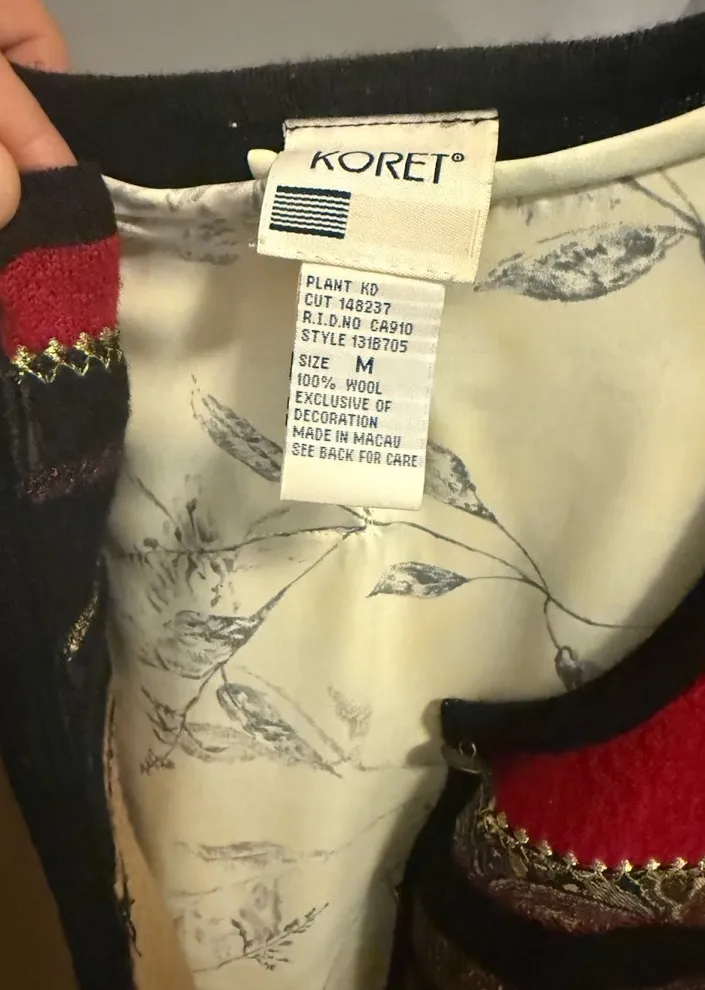 KORET®
PLANT KD
CUT 148237
R.I.D.NO CA910
STYLE 131B705
SIZE M
100% WOOL
EXCLUSIVE OF
DECORATION
MADE IN MACAU
SEE BACK FOR CARE